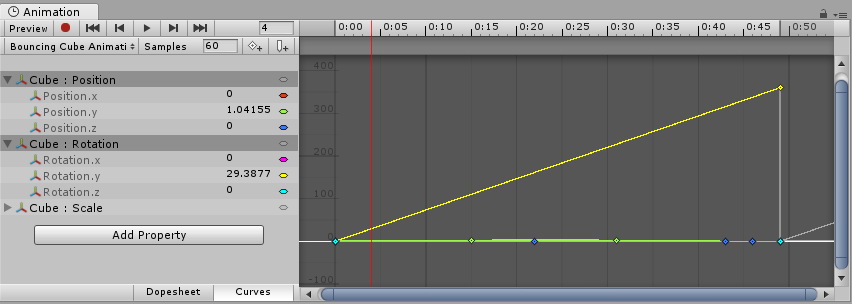 Animation
Preview 4 0:00 0:05 0:10 0:15 0:20 0:25 0:30 0:35 0:40 0:45 0:50
Bouncing Cube Animati Samples 60
Cube : Position
Position.x 0
Position.y 1.04155
Position.z 0
Cube : Rotation
Rotation.x 0
Rotation.y 29.3877
Rotation.z 0
Cube : Scale
Add Property
400
300
200
100
0
-100
Dopesheet Curves